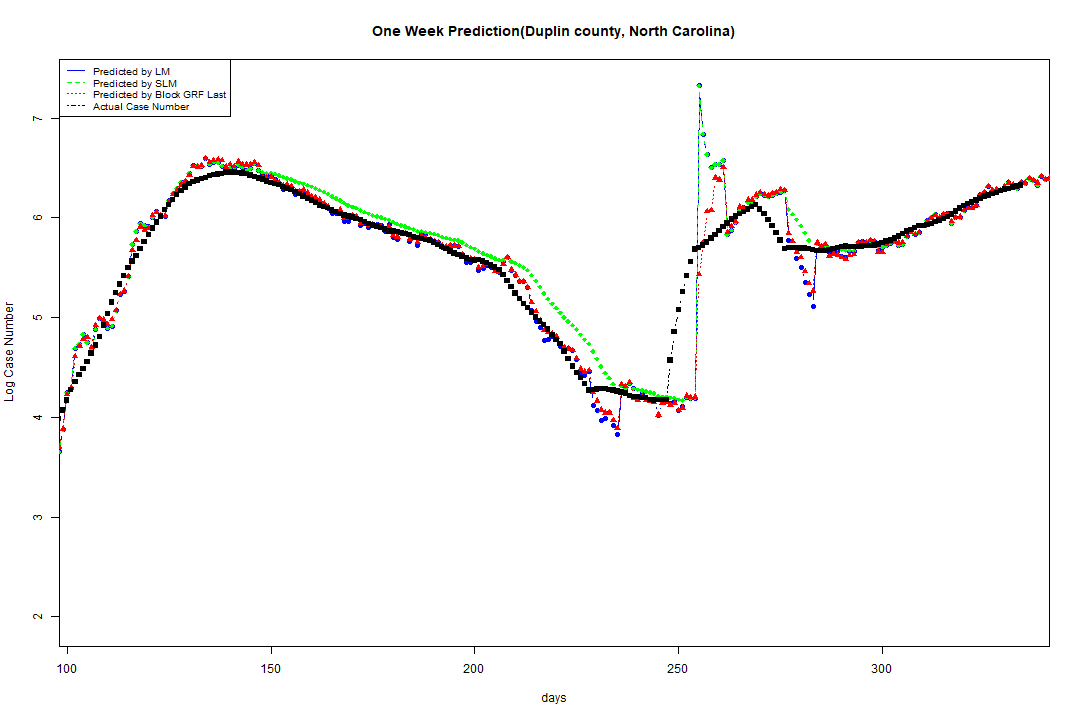 One Week Prediction(Duplin county, North Carolina)
Predicted by LM
Predicted by SLM
Predicted by Block GRF Last
Actual Case Number
Log Case Number
7
6
5
4
3
2
100 150 200 250 300
days